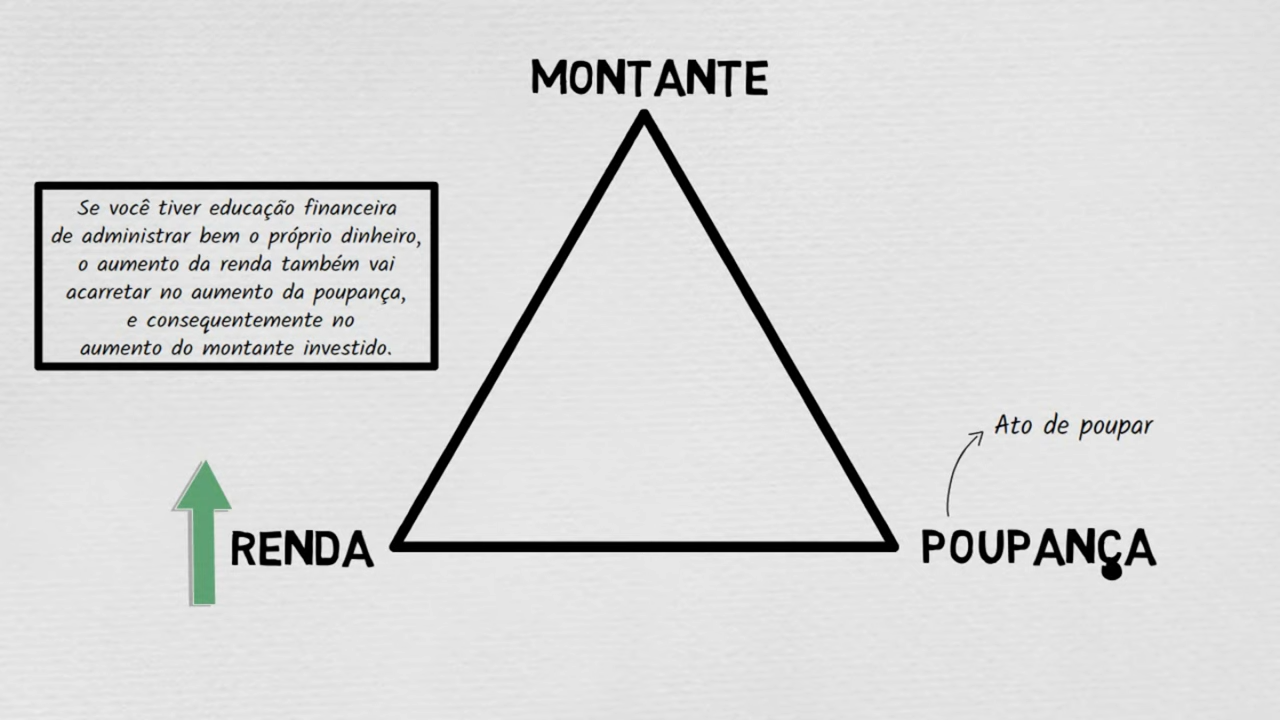 MONTANTE
Se você tiver educação financeira
de administrar bem o próprio dinheiro,
o aumento da renda também vai
acarretar no aumento da poupança,
e consequentemente no
aumento do montante investido.
Ato de poupar
RENDA
POUPANÇA